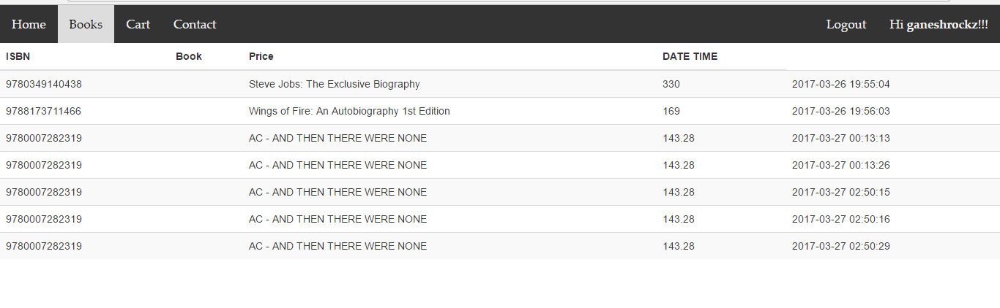 Home Books Cart Contact Logout Hi ganeshrockz!!!
ISBN Book Price DATE TIME
9780349140438 Steve Jobs: The Exclusive Biography 330 2017-03-26 19:55:04
9788173711466 Wings of Fire: An Autobiography 1st Edition 169 2017-03-26 19:56:03
9780007282319 AC - AND THEN THERE WERE NONE 143.28 2017-03-27 00:13:13
9780007282319 AC - AND THEN THERE WERE NONE 143.28 2017-03-27 00:13:26
9780007282319 AC - AND THEN THERE WERE NONE 143.28 2017-03-27 02:50:15
9780007282319 AC - AND THEN THERE WERE NONE 143.28 2017-03-27 02:50:16
9780007282319 AC - AND THEN THERE WERE NONE 143.28 2017-03-27 02:50:29